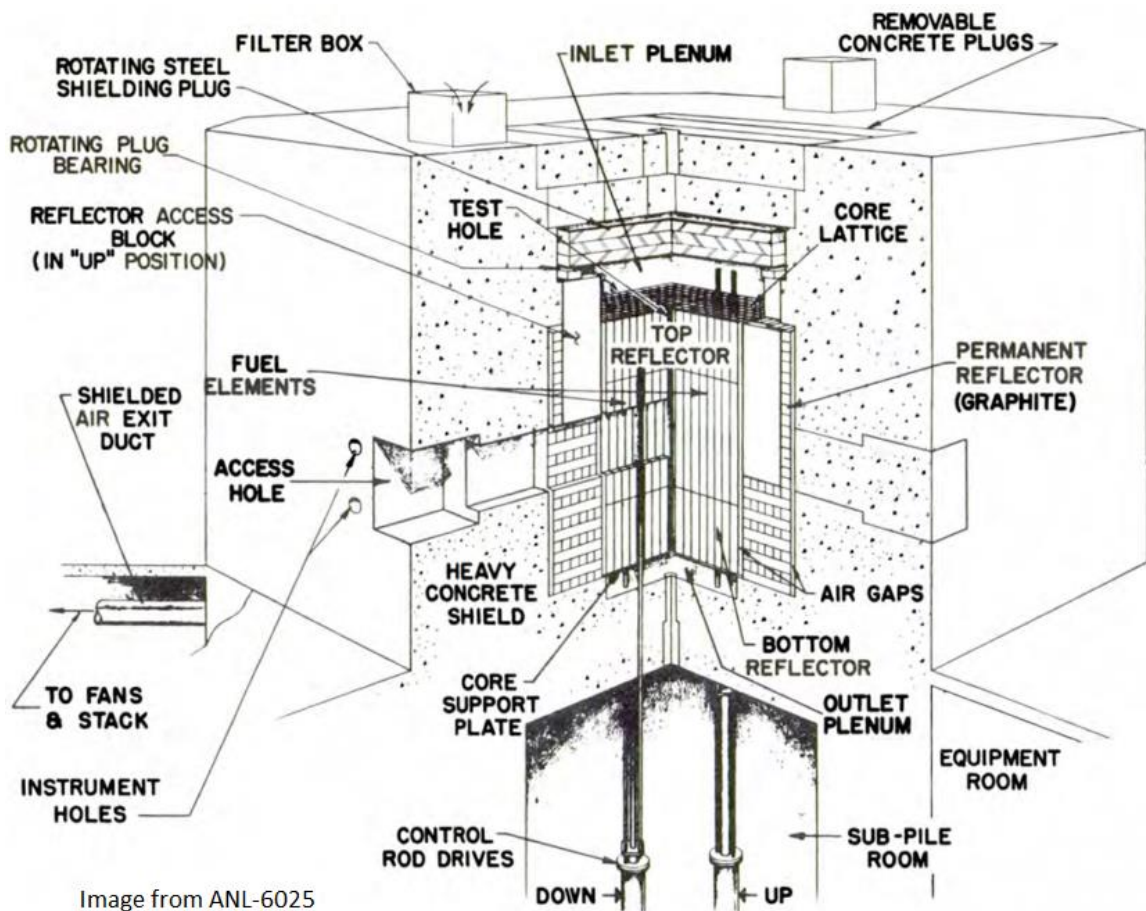 FILTER BOX
INLET PLENUM
REMOVABLE
CONCRETE PLUGS
ROTATING STEEL
SHIELDING PLUG
ROTATING PLUG
BEARING
REFLECTOR ACCESS
BLOCK
(IN "UP" POSITION)
TEST
HOLE
CORE
LATTICE
TOP
REFLECTOR
FUEL
ELEMENTS
PERMANENT
REFLECTOR
(GRAPHITE)
SHIELDED
AIR EXIT
DUCT
ACCESS
HOLE
HEAVY
CONCRETE
SHIELD
AIR GAPS
BOTTOM
REFLECTOR
TO FANS
& STACK
CORE
SUPPORT
PLATE
OUTLET
PLENUM
EQUIPMENT
ROOM
INSTRUMENT
HOLES
CONTROL
ROD DRIVES
SUB-PILE
ROOM
DOWN
UP
Image from ANL-6025